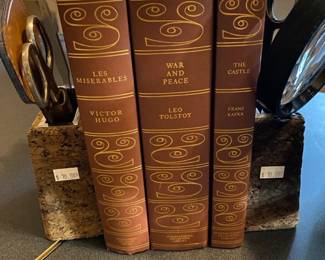 LES
MISERABLES
VICTOR
HUGO
WAR
AND
PEACE
LEO
TOLSTOY
THE
CASTLE
FRANZ
KAFKA